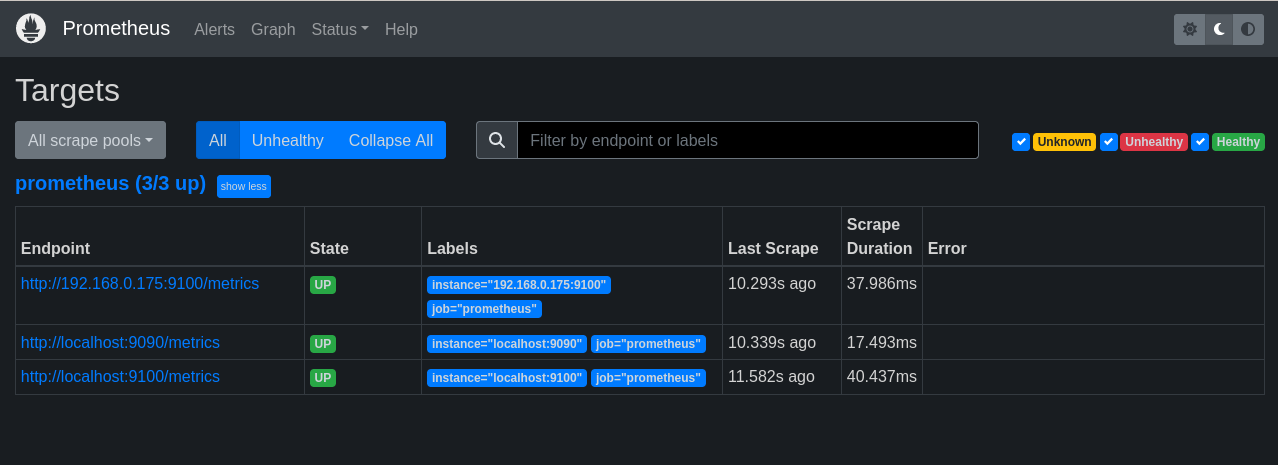 Prometheus Alerts Graph Status Help
Targets
All scrape pools All Unhealthy Collapse All Filter by endpoint or labels Unknown Unhealthy Healthy
prometheus (3/3 up) show less
Endpoint State Labels Last Scrape Scrape Duration Error
http://192.168.0.175:9100/metrics UP instance="192.168.0.175:9100" 10.293s ago 37.986ms
job="prometheus"
http://localhost:9090/metrics UP instance="localhost:9090" job="prometheus" 10.339s ago 17.493ms
http://localhost:9100/metrics UP instance="localhost:9100" job="prometheus" 11.582s ago 40.437ms